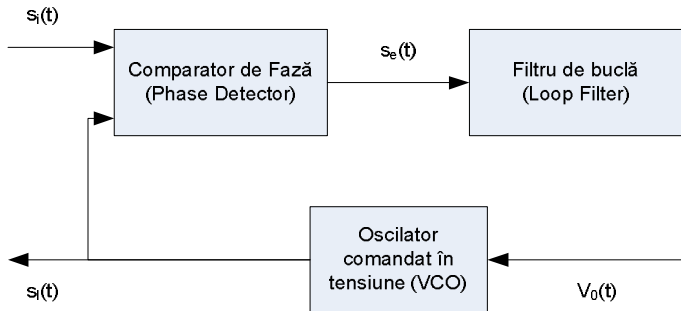 si(t)
Comparator de Fază
(Phase Detector)
se(t)
Filtru de buclă
(Loop Filter)
Oscilator
comandat în
tensiune (VCO)
sl(t)
V0(t)